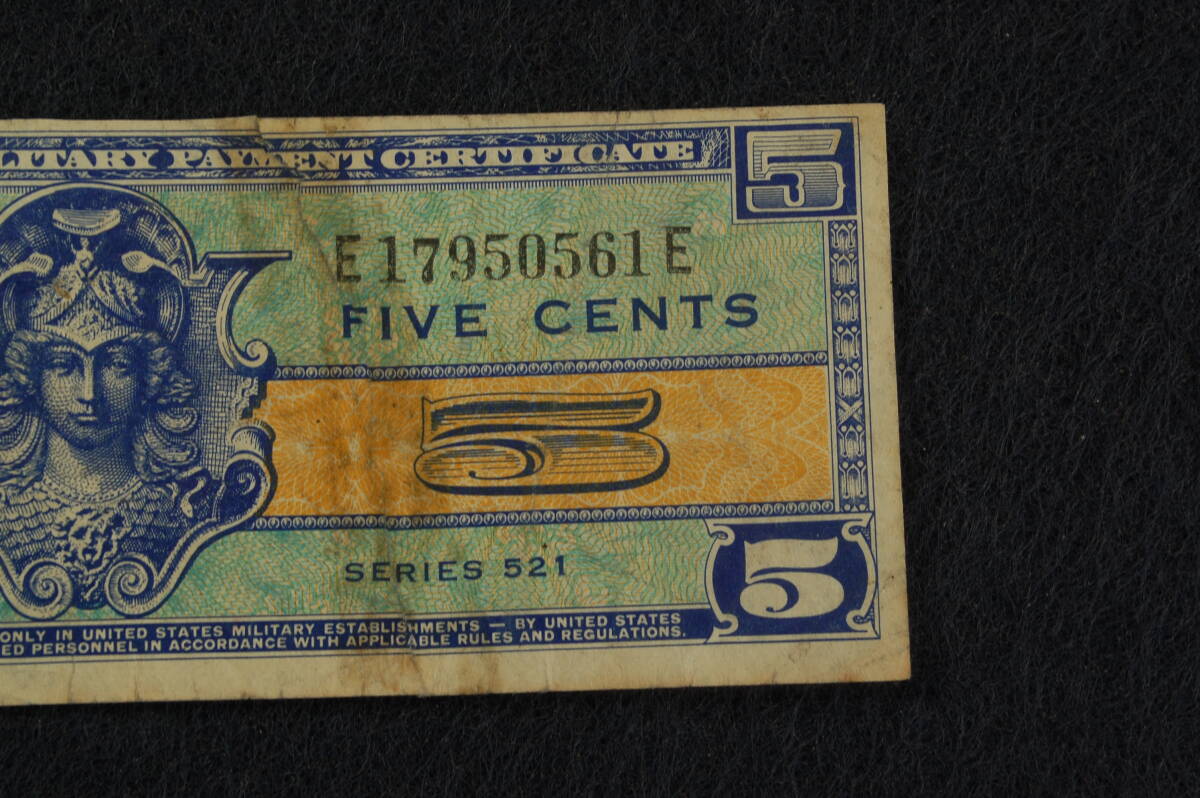 LITARY PAYMENT CERTIFICATE
5
E17950561E
FIVE CENTS
5
SERIES 521
5
ONLY IN UNITED STATES MILITARY ESTABLISHMENTS — BY UNITED STATES
ED PERSONNEL IN ACCORDANCE WITH APPLICABLE RULES AND REGULATIONS.